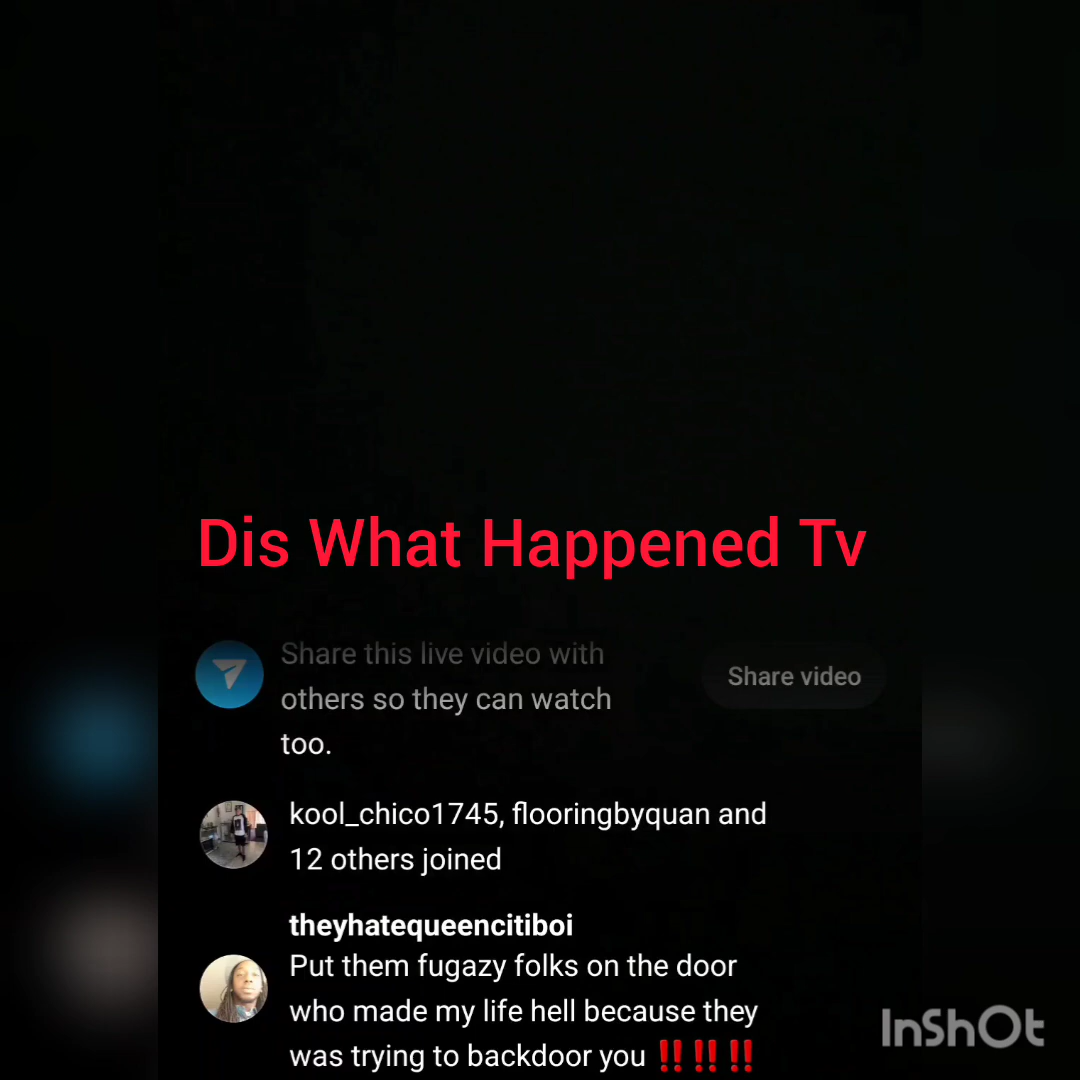 Dis What Happened Tv
Share this live video with
others so they can watch
too.
Share video
kool_chico1745, flooringbyquan and
12 others joined
theyhatequeencitiboi
Put them fugazy folks on the door
who made my life hell because they
was trying to backdoor you ‼️‼️‼️
InShOt